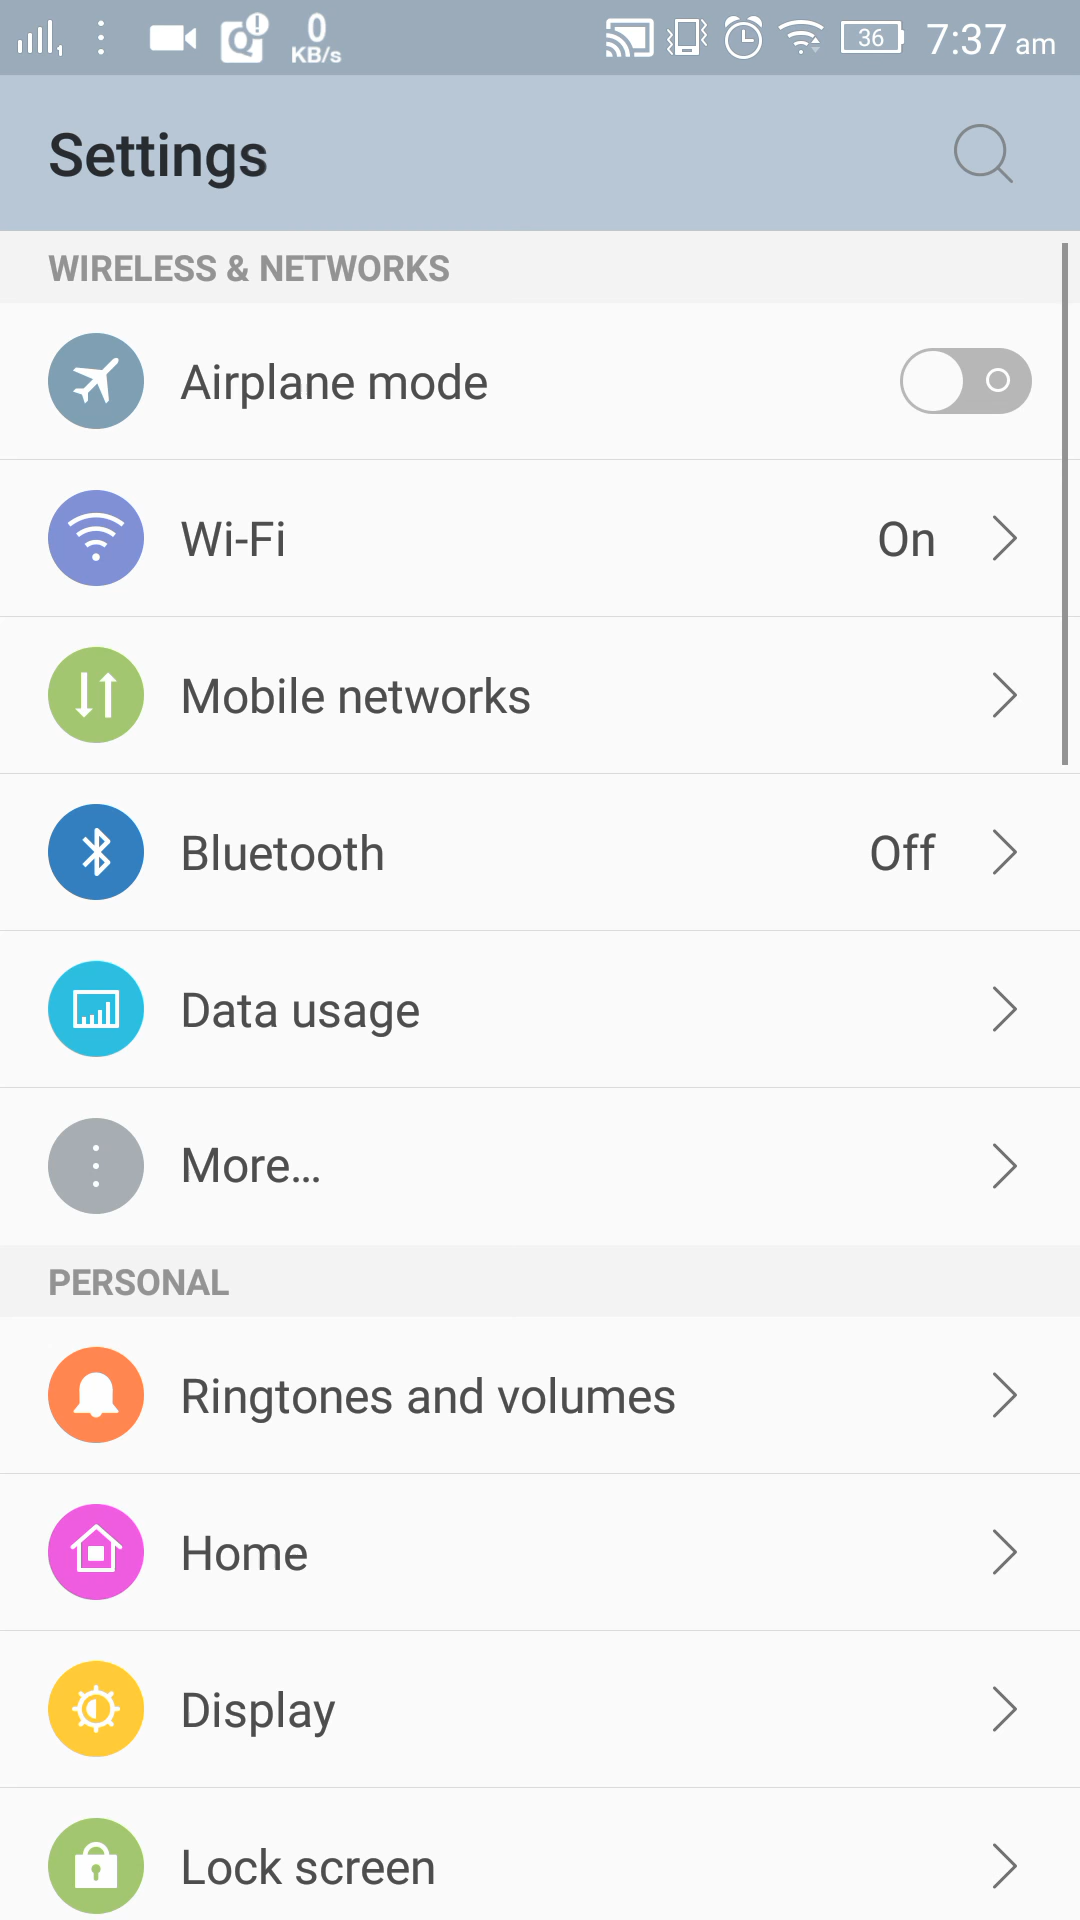 0
KB/s
36
7:37 am
Settings
WIRELESS & NETWORKS
Airplane mode
Wi-Fi On
Mobile networks
Bluetooth Off
Data usage
More...
PERSONAL
Ringtones and volumes
Home
Display
Lock screen